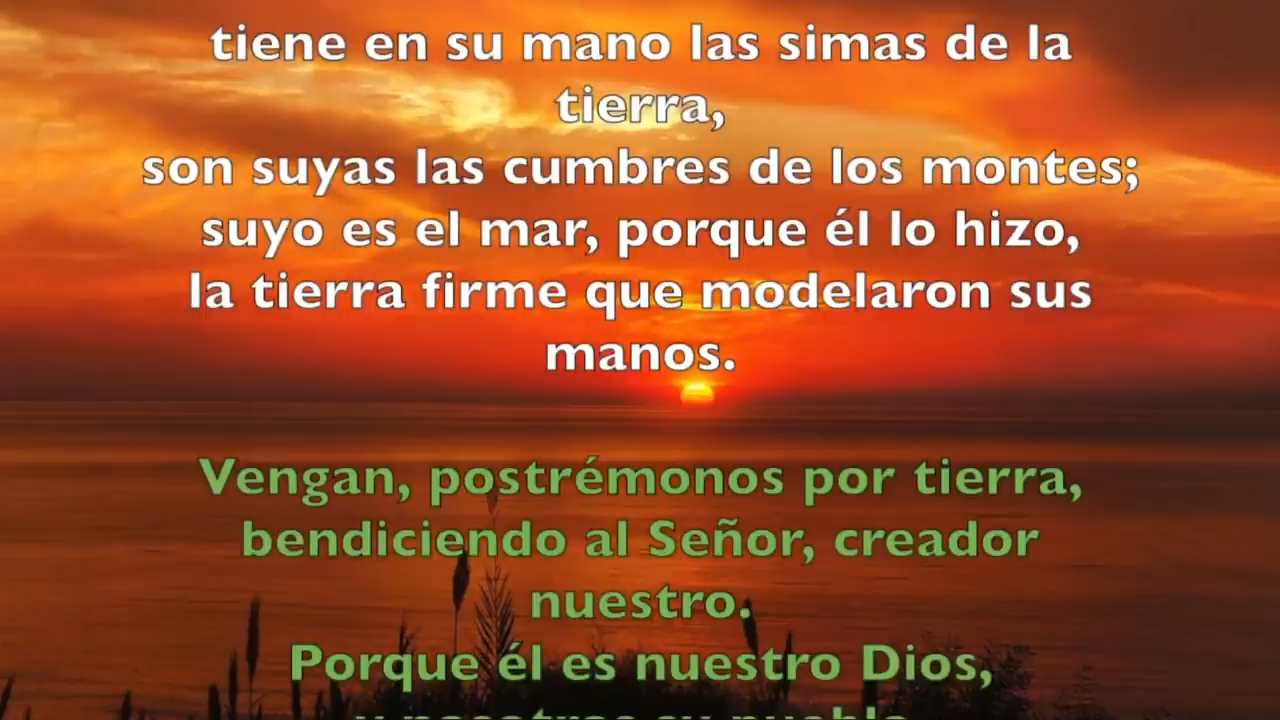 tiene en su mano las simas de la
tierra,
son suyas las cumbres de los montes;
suyo es el mar, porque él lo hizo,
la tierra firme que modelaron sus
manos.
Vengan, postrémonos por tierra,
bendiciendo al Señor, creador
nuestro.
Porque él es nuestro Dios,